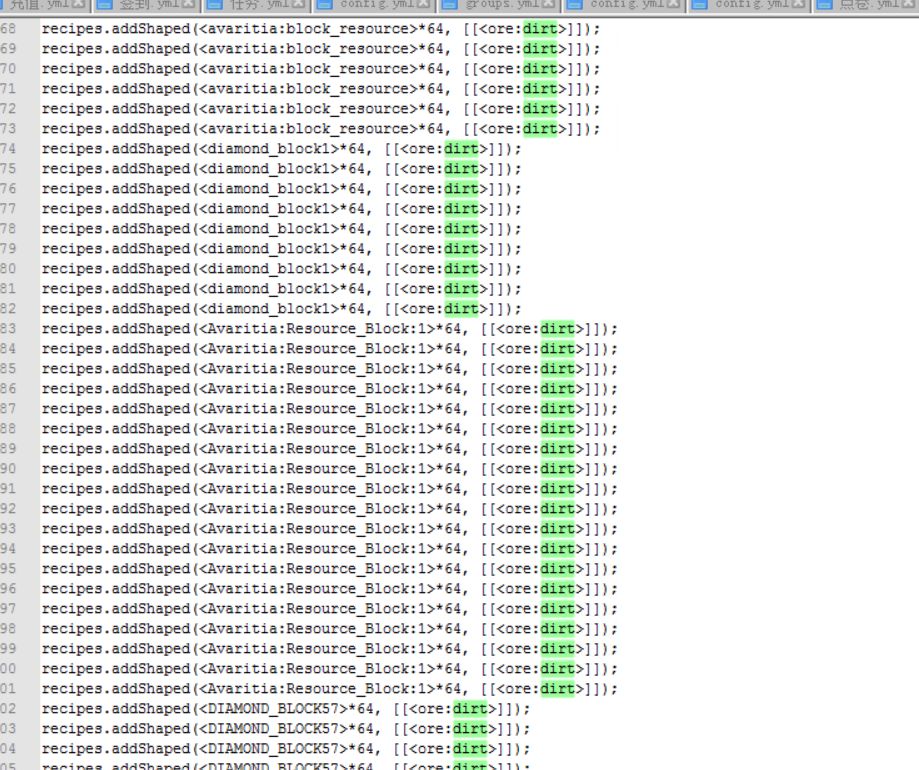 充值.yml 签到.yml 任务.yml config.yml groups.yml config.yml config.yml 点卷.yml
68 recipes.addShaped(<avaritia:block_resource>*64, [[<ore:dirt>]]);
69 recipes.addShaped(<avaritia:block_resource>*64, [[<ore:dirt>]]);
70 recipes.addShaped(<avaritia:block_resource>*64, [[<ore:dirt>]]);
71 recipes.addShaped(<avaritia:block_resource>*64, [[<ore:dirt>]]);
72 recipes.addShaped(<avaritia:block_resource>*64, [[<ore:dirt>]]);
73 recipes.addShaped(<avaritia:block_resource>*64, [[<ore:dirt>]]);
74 recipes.addShaped(<diamond_block1>*64, [[<ore:dirt>]]);
75 recipes.addShaped(<diamond_block1>*64, [[<ore:dirt>]]);
76 recipes.addShaped(<diamond_block1>*64, [[<ore:dirt>]]);
77 recipes.addShaped(<diamond_block1>*64, [[<ore:dirt>]]);
78 recipes.addShaped(<diamond_block1>*64, [[<ore:dirt>]]);
79 recipes.addShaped(<diamond_block1>*64, [[<ore:dirt>]]);
80 recipes.addShaped(<diamond_block1>*64, [[<ore:dirt>]]);
81 recipes.addShaped(<diamond_block1>*64, [[<ore:dirt>]]);
82 recipes.addShaped(<diamond_block1>*64, [[<ore:dirt>]]);
83 recipes.addShaped(<Avaritia:Resource_Block:1>*64, [[<ore:dirt>]]);
84 recipes.addShaped(<Avaritia:Resource_Block:1>*64, [[<ore:dirt>]]);
85 recipes.addShaped(<Avaritia:Resource_Block:1>*64, [[<ore:dirt>]]);
86 recipes.addShaped(<Avaritia:Resource_Block:1>*64, [[<ore:dirt>]]);
87 recipes.addShaped(<Avaritia:Resource_Block:1>*64, [[<ore:dirt>]]);
88 recipes.addShaped(<Avaritia:Resource_Block:1>*64, [[<ore:dirt>]]);
89 recipes.addShaped(<Avaritia:Resource_Block:1>*64, [[<ore:dirt>]]);
90 recipes.addShaped(<Avaritia:Resource_Block:1>*64, [[<ore:dirt>]]);
91 recipes.addShaped(<Avaritia:Resource_Block:1>*64, [[<ore:dirt>]]);
92 recipes.addShaped(<Avaritia:Resource_Block:1>*64, [[<ore:dirt>]]);
93 recipes.addShaped(<Avaritia:Resource_Block:1>*64, [[<ore:dirt>]]);
94 recipes.addShaped(<Avaritia:Resource_Block:1>*64, [[<ore:dirt>]]);
95 recipes.addShaped(<Avaritia:Resource_Block:1>*64, [[<ore:dirt>]]);
96 recipes.addShaped(<Avaritia:Resource_Block:1>*64, [[<ore:dirt>]]);
97 recipes.addShaped(<Avaritia:Resource_Block:1>*64, [[<ore:dirt>]]);
98 recipes.addShaped(<Avaritia:Resource_Block:1>*64, [[<ore:dirt>]]);
99 recipes.addShaped(<Avaritia:Resource_Block:1>*64, [[<ore:dirt>]]);
00 recipes.addShaped(<Avaritia:Resource_Block:1>*64, [[<ore:dirt>]]);
01 recipes.addShaped(<Avaritia:Resource_Block:1>*64, [[<ore:dirt>]]);
02 recipes.addShaped(<DIAMOND_BLOCK57>*64, [[<ore:dirt>]]);
03 recipes.addShaped(<DIAMOND_BLOCK57>*64, [[<ore:dirt>]]);
04 recipes.addShaped(<DIAMOND_BLOCK57>*64, [[<ore:dirt>]]);
05 recipes.addShaped(<DIAMOND_BLOCK57>*64, [[<ore:dirt>]]);